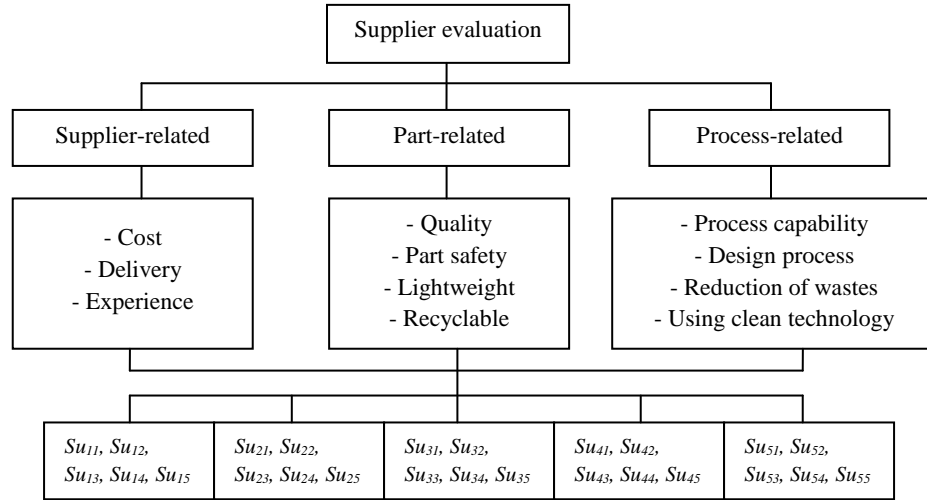 Supplier evaluation
Supplier-related
Part-related
Process-related
- Cost
- Delivery
- Experience
- Quality
- Part safety
- Lightweight
- Recyclable
- Process capability
- Design process
- Reduction of wastes
- Using clean technology
Su11, Su12,
Su13, Su14, Su15
Su21, Su22,
Su23, Su24, Su25
Su31, Su32,
Su33, Su34, Su35
Su41, Su42,
Su43, Su44, Su45
Su51, Su52,
Su53, Su54, Su55